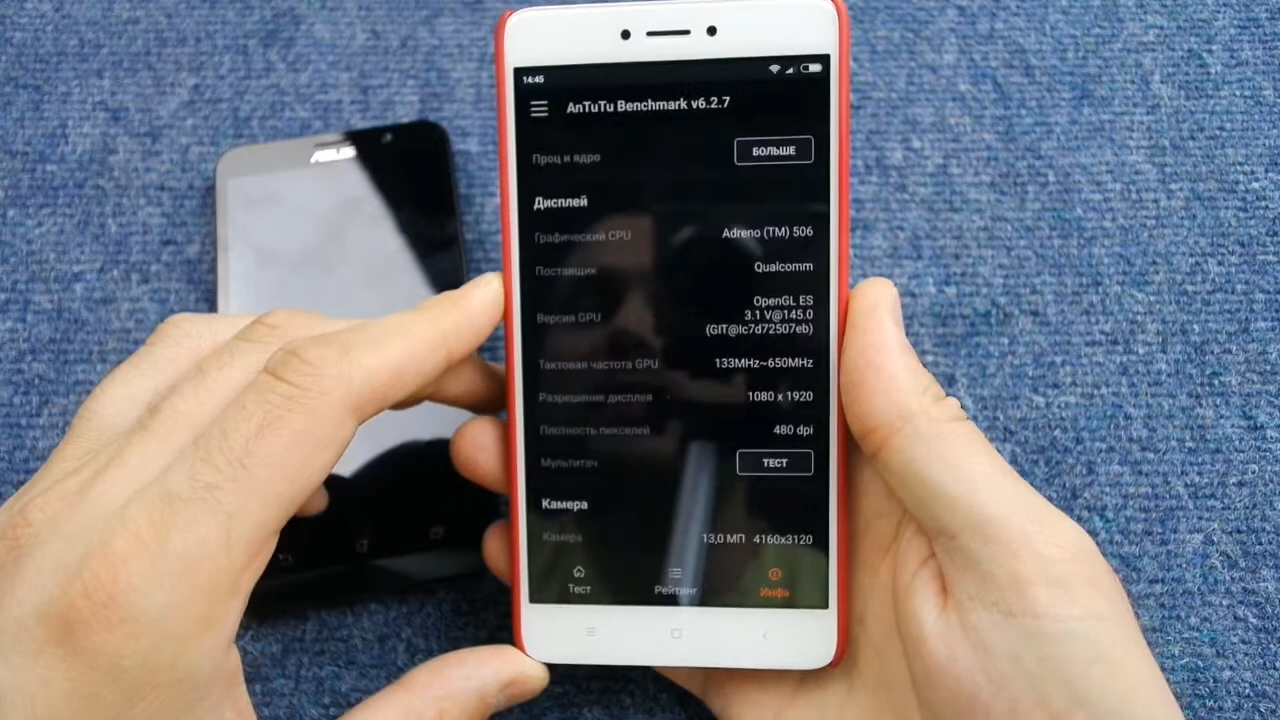 ASUS
14:45
AnTuTu Benchmark v6.2.7
Проц и ядро БОЛЬШЕ
Дисплей
Графический CPU Adreno (TM) 506
Поставщик Qualcomm
OpenGL ES
Версия GPU 3.1 V@145.0
(GIT@Ic7d72507eb)
Тактовая частота GPU 133MHz~650MHz
Разрешение дисплея 1080 x 1920
Плотность пикселей 480 dpi
Мультитач ТЕСТ
Камера
Камера 13,0 МП 4160x3120
Тест Рейтинг Инфа